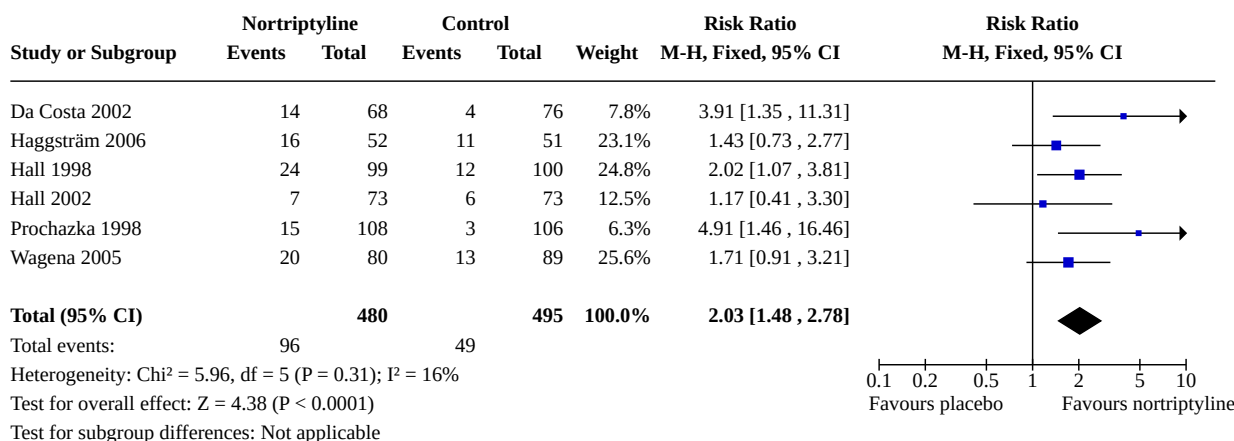 Nortriptyline Control Risk Ratio Risk Ratio
Study or Subgroup Events Total Events Total Weight M-H, Fixed, 95% CI M-H, Fixed, 95% CI
Da Costa 2002 14 68 4 76 7.8% 3.91 [1.35 , 11.31]
Haggsträm 2006 16 52 11 51 23.1% 1.43 [0.73 , 2.77]
Hall 1998 24 99 12 100 24.8% 2.02 [1.07 , 3.81]
Hall 2002 7 73 6 73 12.5% 1.17 [0.41 , 3.30]
Prochazka 1998 15 108 3 106 6.3% 4.91 [1.46 , 16.46]
Wagena 2005 20 80 13 89 25.6% 1.71 [0.91 , 3.21]
Total (95% CI) 480 495 100.0% 2.03 [1.48 , 2.78]
Total events: 96 49
Heterogeneity: Chi² = 5.96, df = 5 (P = 0.31); I² = 16%
0.1 0.2 0.5 1 2 5 10
Test for overall effect: Z = 4.38 (P < 0.0001) Favours placebo Favours nortriptyline
Test for subgroup differences: Not applicable